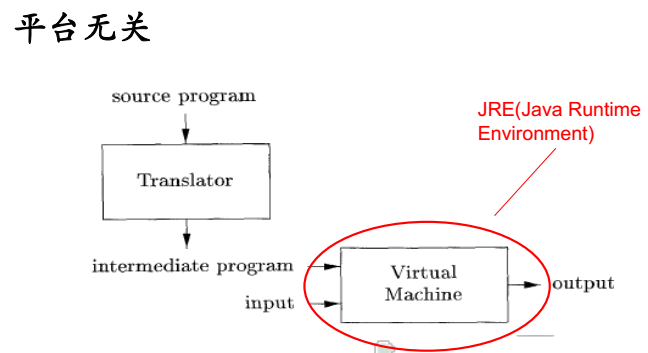 平台无关
source program
JRE(Java Runtime
Environment)
Translator
intermediate program
input
Virtual
Machine
output